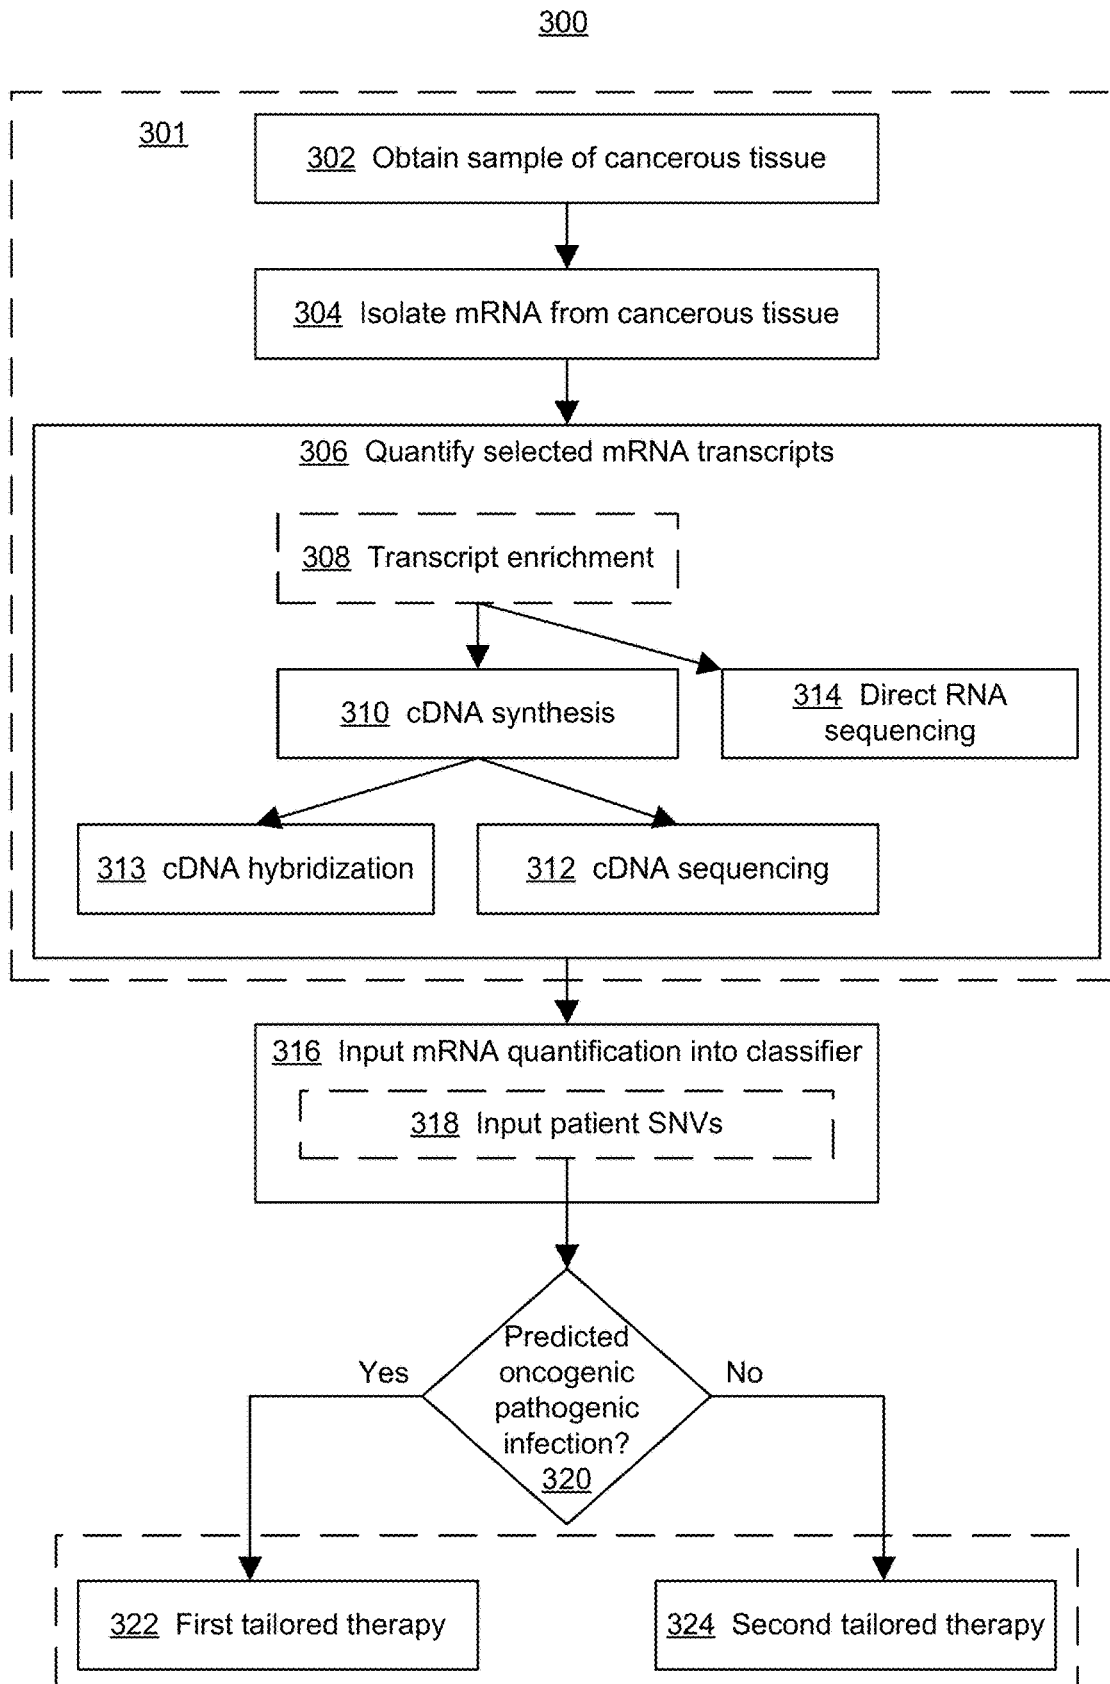 300
301
302 Obtain sample of cancerous tissue
304 Isolate mRNA from cancerous tissue
306 Quantify selected mRNA transcripts
308 Transcript enrichment
310 cDNA synthesis
314 Direct RNA
sequencing
313 cDNA hybridization
312 cDNA sequencing
316 Input mRNA quantification into classifier
318 Input patient SNVs
Predicted
oncogenic
pathogenic
infection?
320
Yes
No
322 First tailored therapy
324 Second tailored therapy